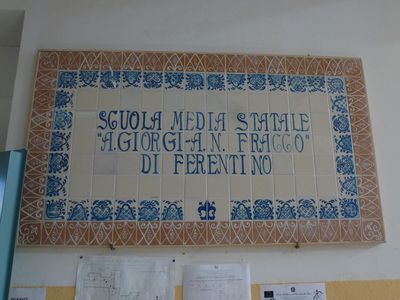 SCUOLA MEDIA STATALE
"A.GIORGI-A.N. FRACCO"
DI FERENTINO